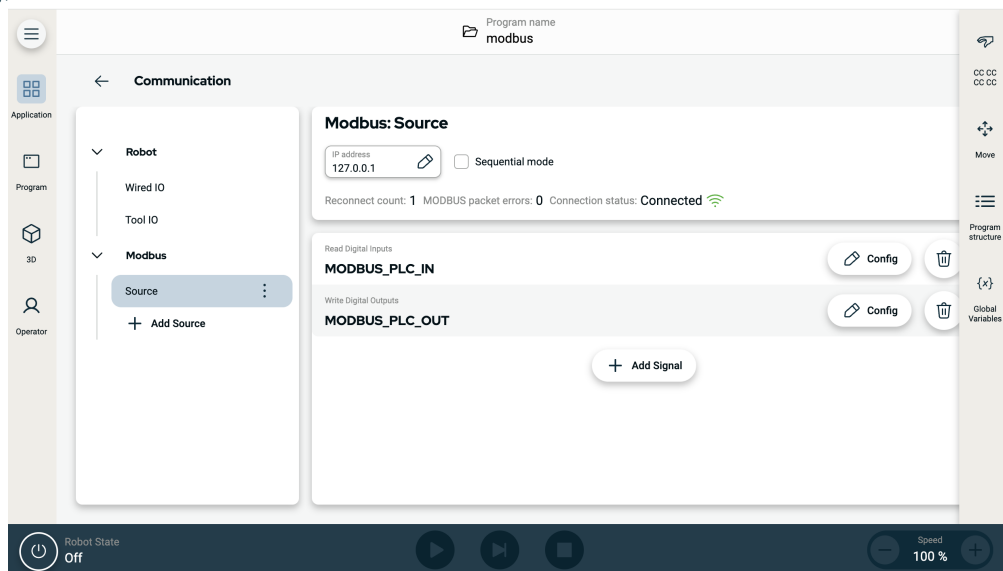 Program name
modbus
Application
Program
3D
Operator
Communication
Robot
Wired IO
Tool IO
Modbus
Source
Add Source
Modbus: Source
IP address
127.0.0.1
Sequential mode
Reconnect count: 1 MODBUS packet errors: 0 Connection status: Connected
Read Digital Inputs
MODBUS_PLC_IN
Config
Write Digital Outputs
MODBUS_PLC_OUT
Config
Add Signal
CC CC
CC CC
Move
Program
structure
{x}
Global
Variables
Robot State
Off
Speed
100 %